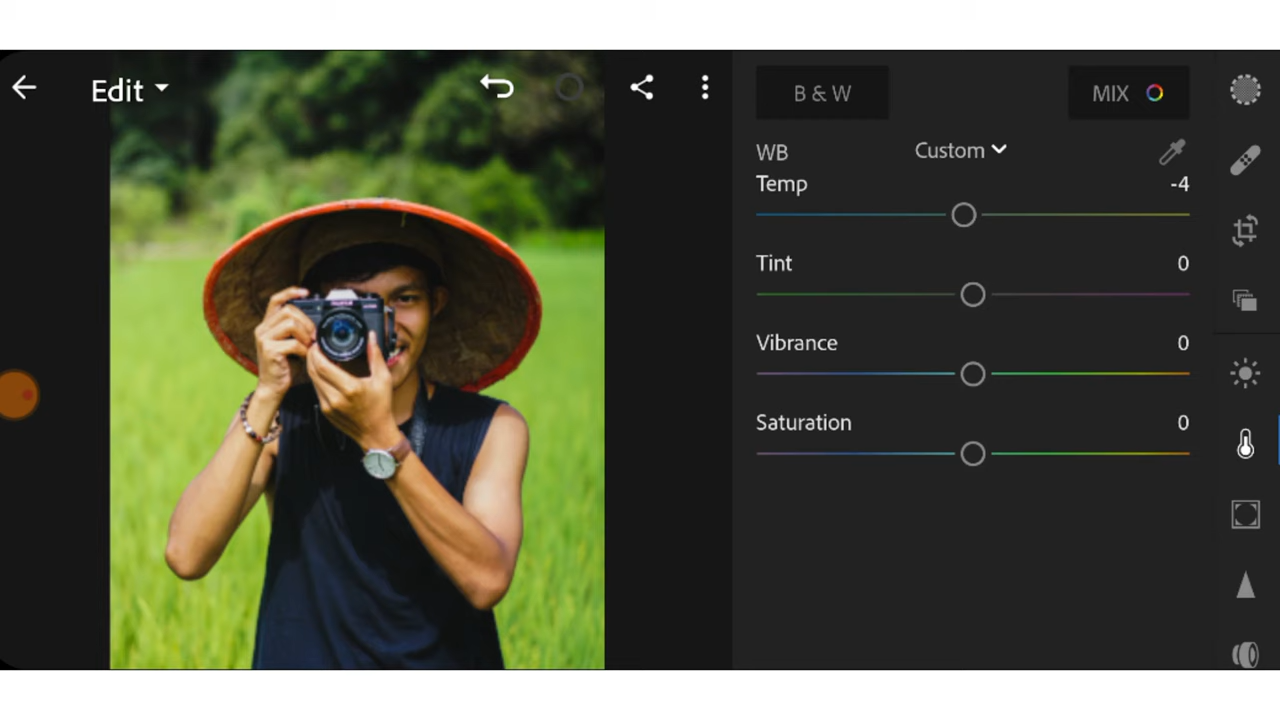 Edit
B & W
MIX
WB
Custom
Temp
-4
Tint
0
Vibrance
0
Saturation
0